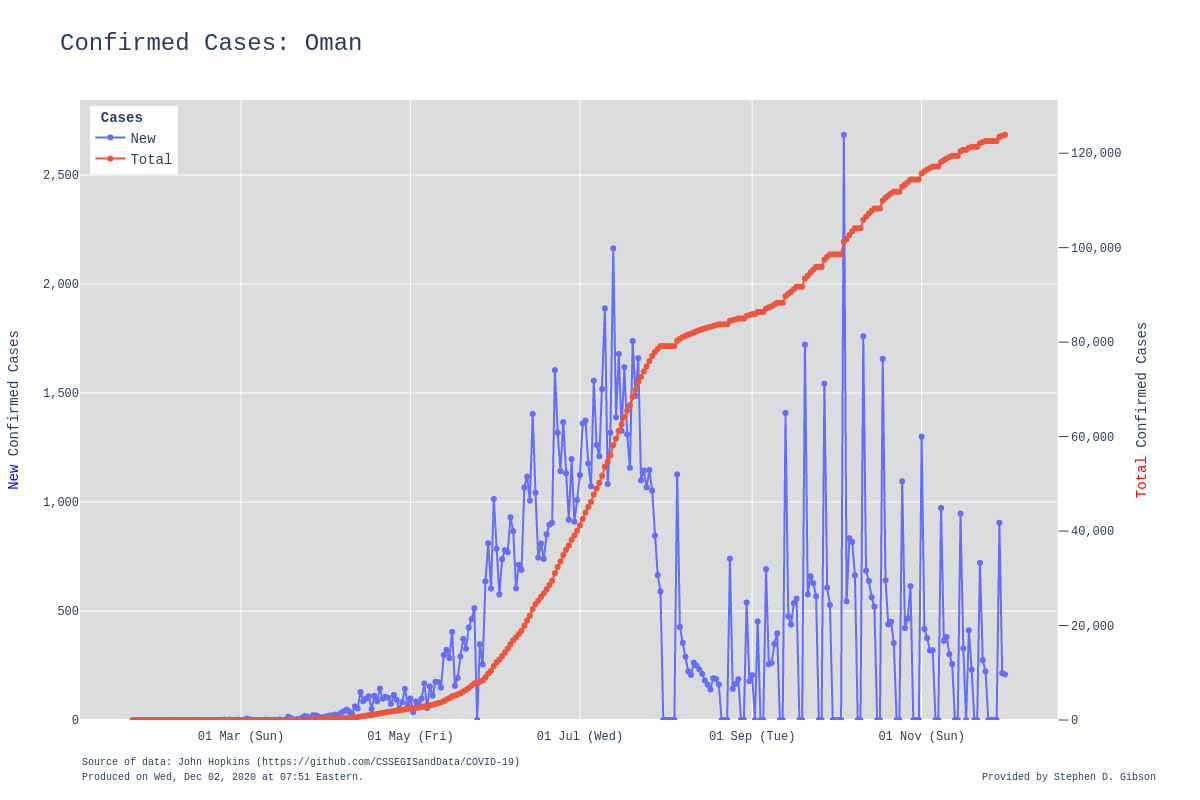 Confirmed Cases: Oman
Cases
New
Total
2,500
2,000
1,500
1,000
500
0
120,000
100,000
80,000
60,000
40,000
20,000
0
New Confirmed Cases
Total Confirmed Cases
01 Mar (Sun)
01 May (Fri)
01 Jul (Wed)
01 Sep (Tue)
01 Nov (Sun)
Source of data: John Hopkins (https://github.com/CSSEGISandData/COVID-19)
Produced on Wed, Dec 02, 2020 at 07:51 Eastern.
Provided by Stephen D. Gibson